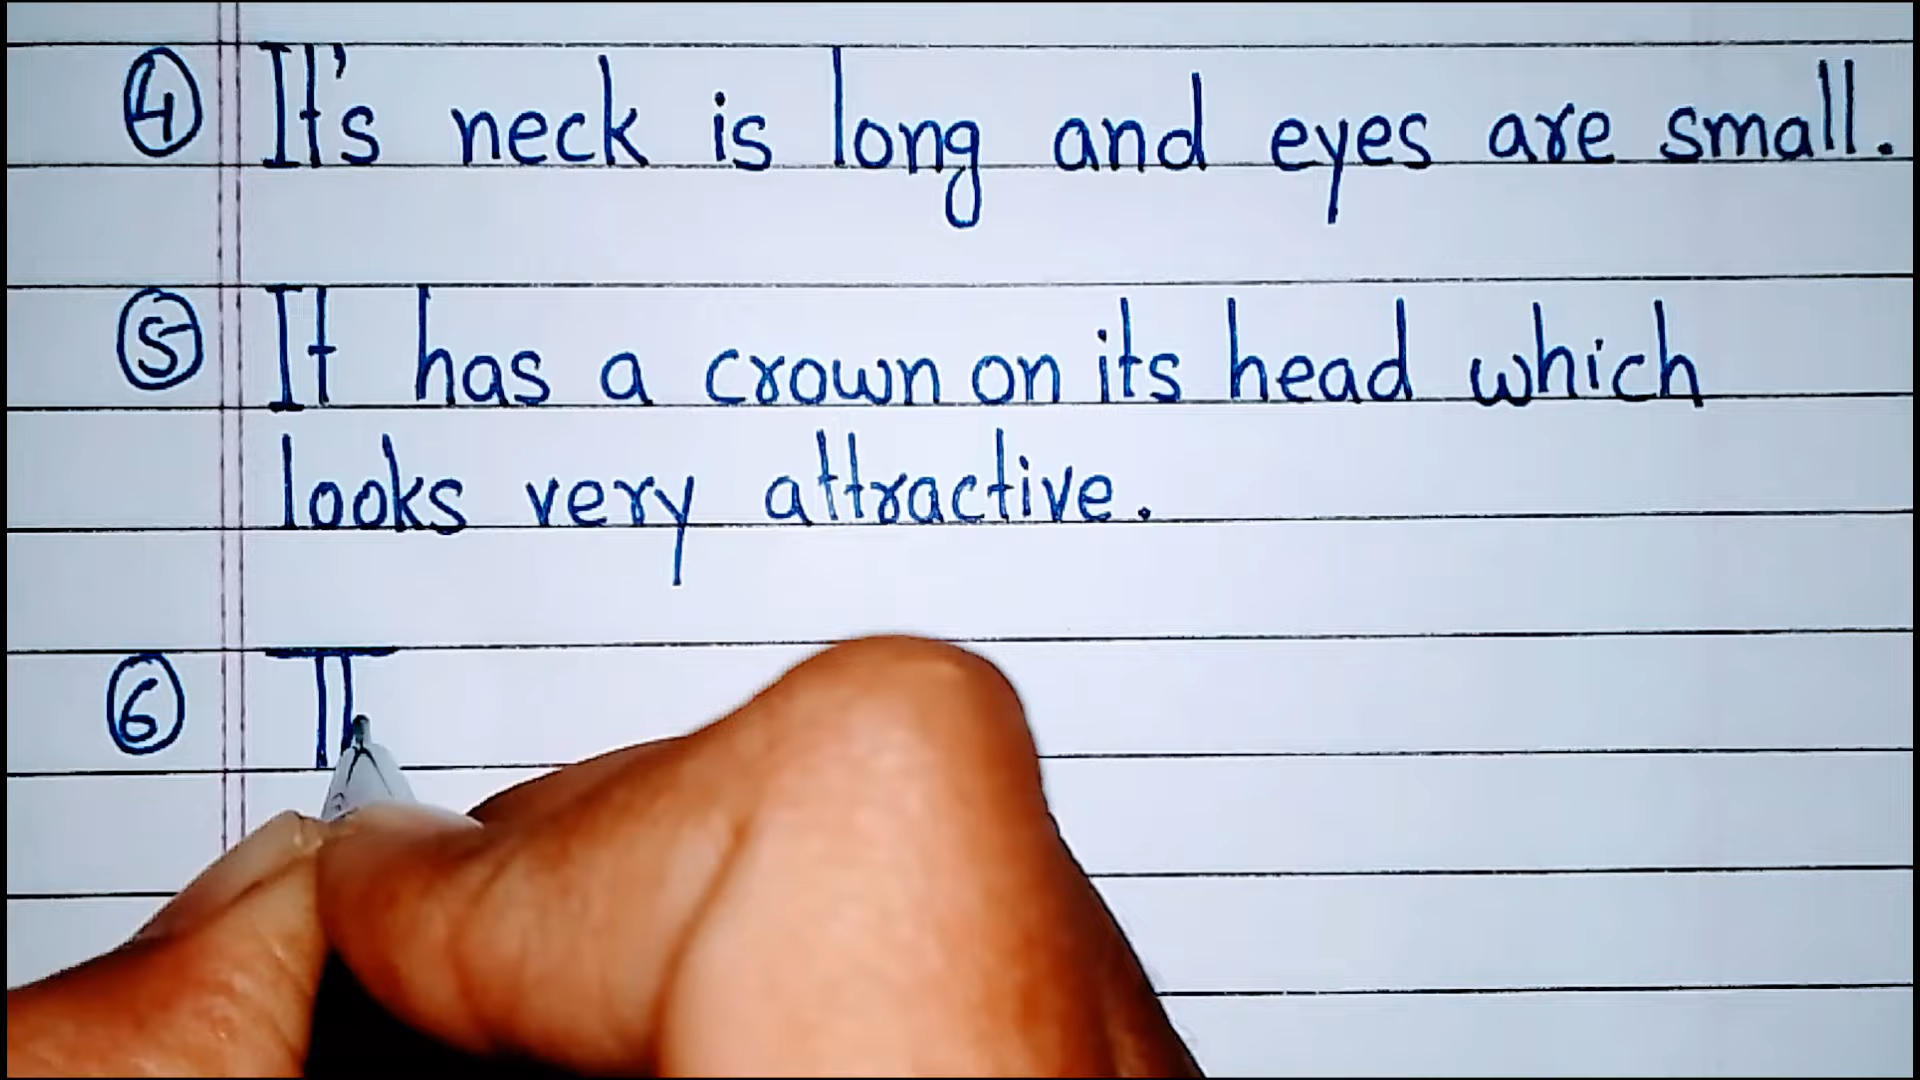 ④ It's neck is long and eyes are small.
⑤ It has a crown on its head which
looks very attractive.
⑥ Th